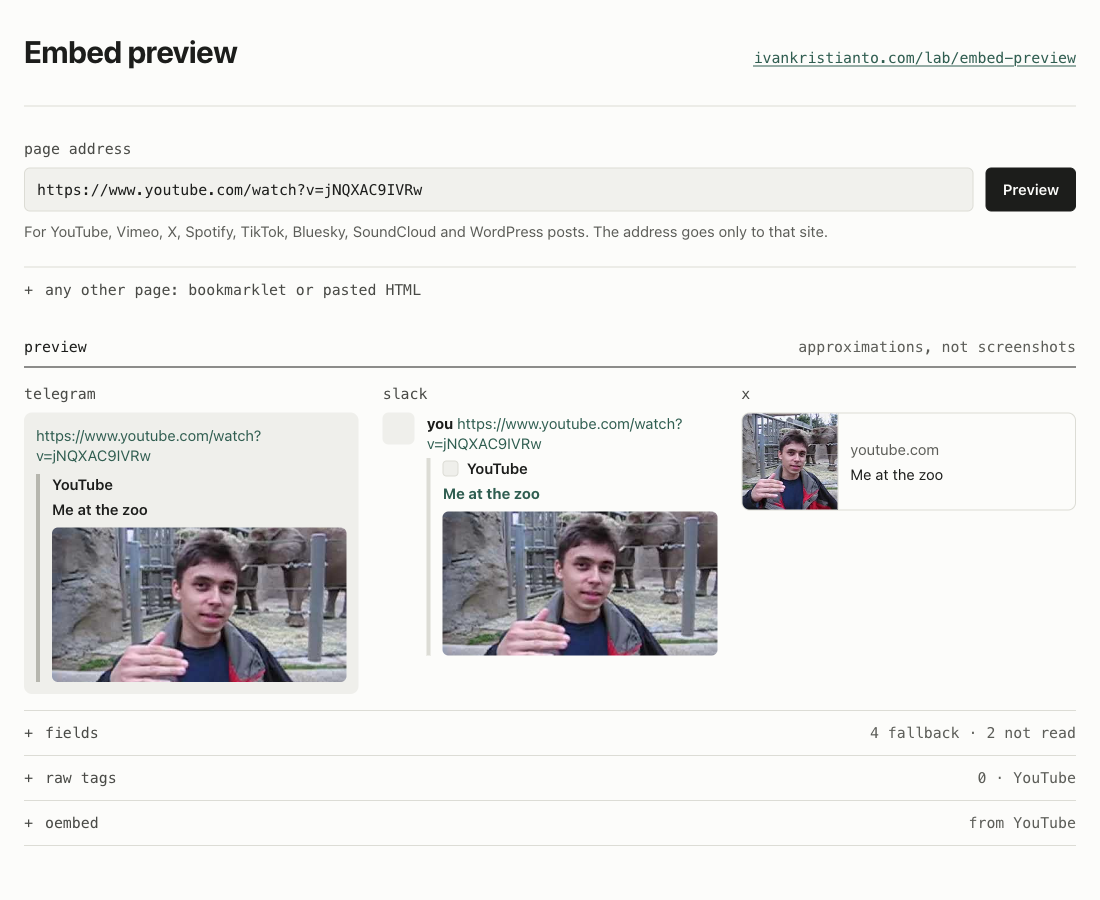 Embed preview
ivankristianto.com/lab/embed-preview
page address
https://www.youtube.com/watch?v=jNQXAC9IVRw
Preview
For YouTube, Vimeo, X, Spotify, TikTok, Bluesky, SoundCloud and WordPress posts. The address goes only to that site.
+ any other page: bookmarklet or pasted HTML
preview
approximations, not screenshots
telegram
https://www.youtube.com/watch?
v=jNQXAC9IVRw
YouTube
Me at the zoo
slack
you https://www.youtube.com/watch?
v=jNQXAC9IVRw
YouTube
Me at the zoo
x
youtube.com
Me at the zoo
+ fields
4 fallback · 2 not read
+ raw tags
0 · YouTube
+ oembed
from YouTube